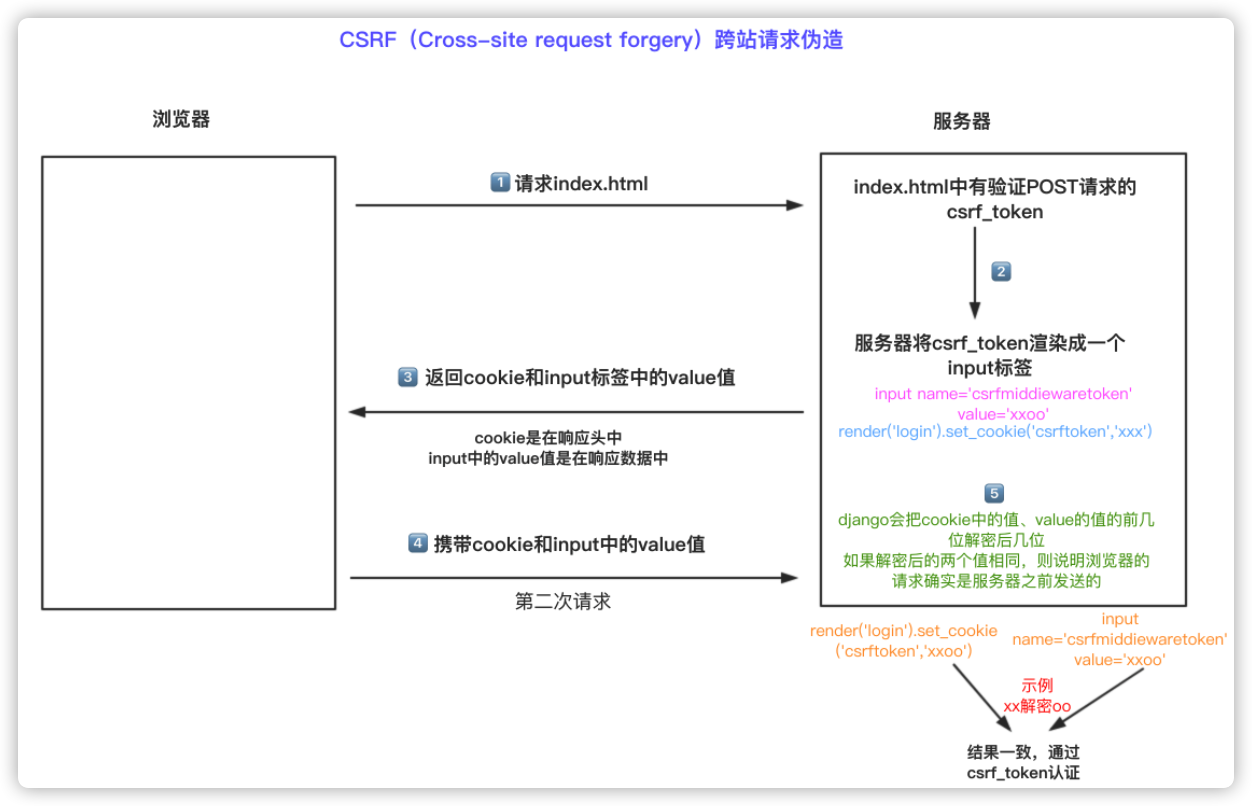 CSRF（Cross-site request forgery）跨站请求伪造
浏览器
服务器
1 请求index.html
index.html中有验证POST请求的
csrf_token
2
服务器将csrf_token渲染成一个
input标签
input name='csrfmiddiewaretoken'
value='xxoo'
render('login').set_cookie('csrftoken','xxx')
3 返回cookie和input标签中的value值
cookie是在响应头中
input中的value值是在响应数据中
4 携带cookie和input中的value值
第二次请求
5
django会把cookie中的值、value的值的前几
位解密后几位
如果解密后的两个值相同，则说明浏览器的
请求确实是服务器之前发送的
render('login').set_cookie
('csrftoken','xxoo')
input
name='csrfmiddiewaretoken'
value='xxoo'
示例
xx解密oo
结果一致，通过
csrf_token认证